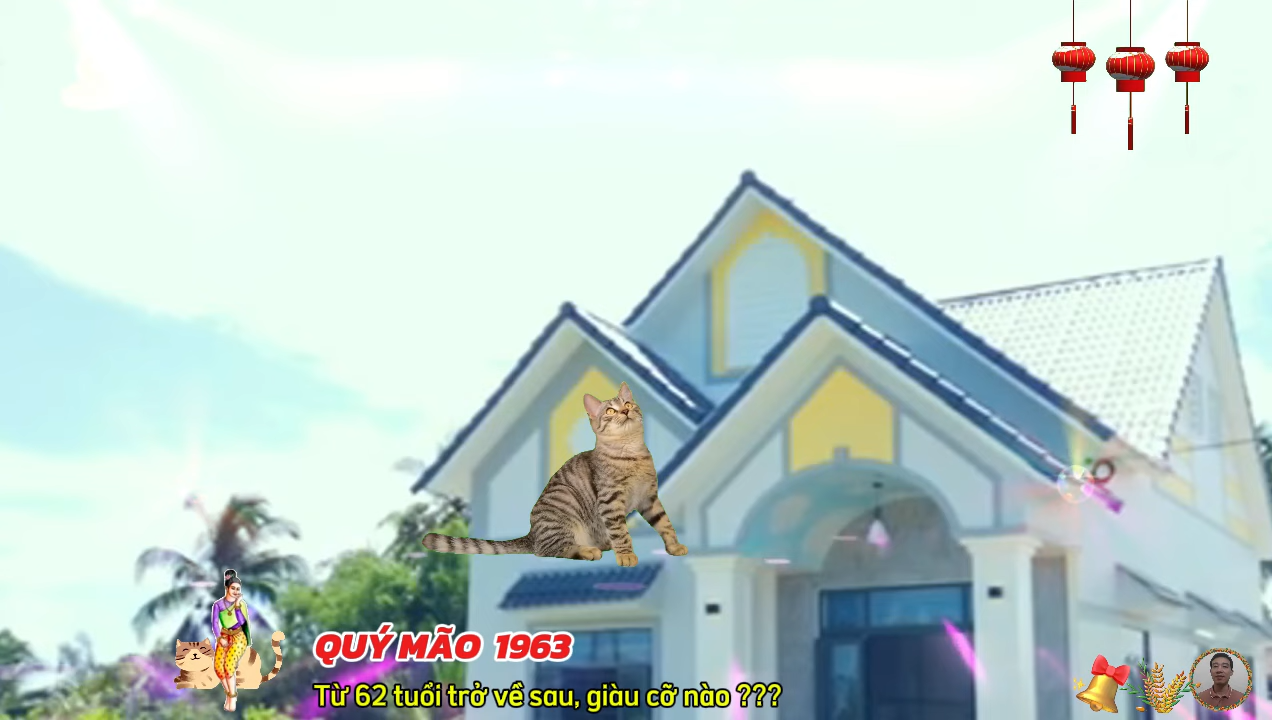 QUÝ MÃO 1963
Từ 62 tuổi trở về sau, giàu cỡ nào ???